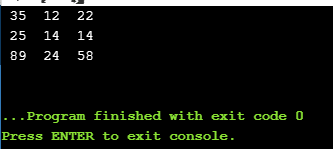 35 12 22
25 14 14
89 24 58
...Program finished with exit code 0
Press ENTER to exit console.